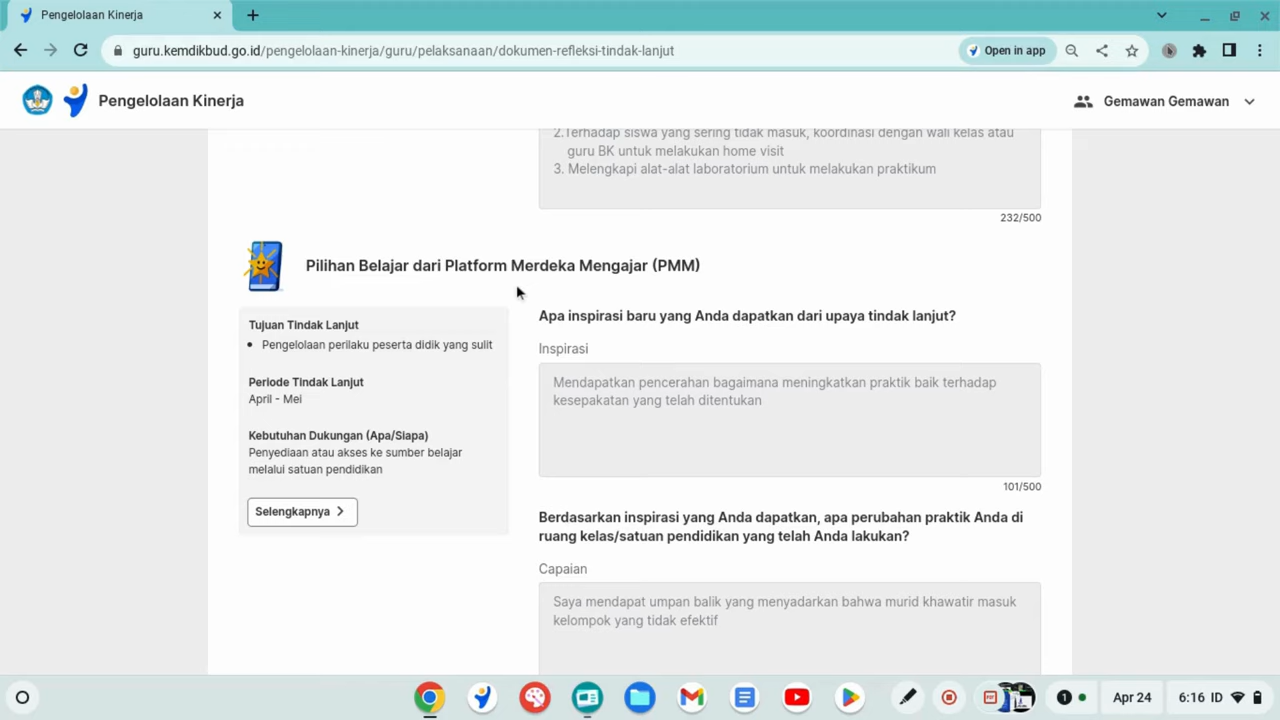 Pengelolaan Kinerja
guru.kemdikbud.go.id/pengelolaan-kinerja/guru/pelaksanaan/dokumen-refleksi-tindak-lanjut
Open in app
Pengelolaan Kinerja
Gemawan Gemawan
2.Terhadap siswa yang sering tidak masuk, koordinasi dengan wali kelas atau
guru BK untuk melakukan home visit
3. Melengkapi alat-alat laboratorium untuk melakukan praktikum
232/500
Pilihan Belajar dari Platform Merdeka Mengajar (PMM)
Tujuan Tindak Lanjut
• Pengelolaan perilaku peserta didik yang sulit
Periode Tindak Lanjut
April - Mei
Kebutuhan Dukungan (Apa/Siapa)
Penyediaan atau akses ke sumber belajar
melalui satuan pendidikan
Selengkapnya
Apa inspirasi baru yang Anda dapatkan dari upaya tindak lanjut?
Inspirasi
Mendapatkan pencerahan bagaimana meningkatkan praktik baik terhadap
kesepakatan yang telah ditentukan
101/500
Berdasarkan inspirasi yang Anda dapatkan, apa perubahan praktik Anda di
ruang kelas/satuan pendidikan yang telah Anda lakukan?
Capaian
Saya mendapat umpan balik yang menyadarkan bahwa murid khawatir masuk
kelompok yang tidak efektif
1
Apr 24
6:16 ID